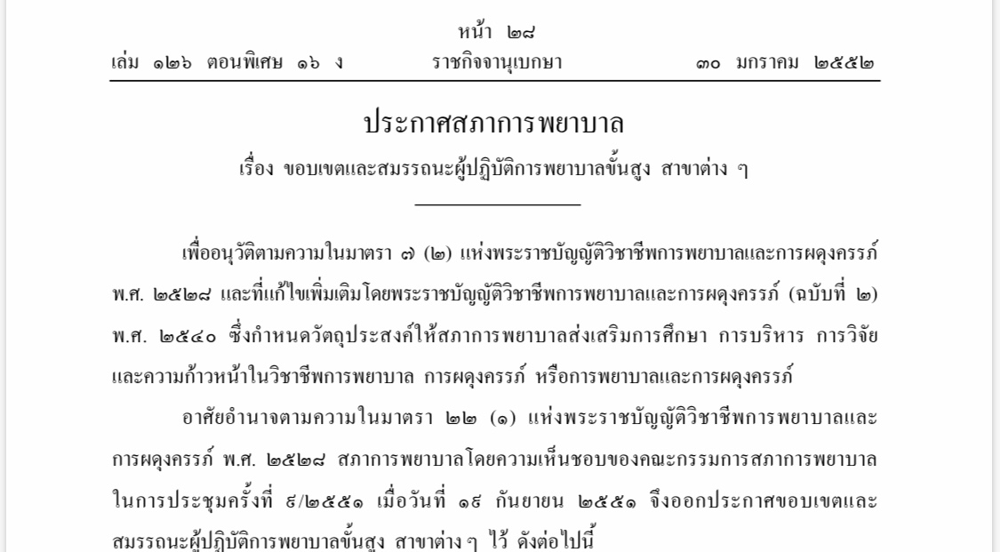 หน้า ๒๘
เล่ม ๑๒๖ ตอนพิเศษ ๑๖ ง ราชกิจจานุเบกษา ๓๐ มกราคม ๒๕๕๒
ประกาศสภาการพยาบาล
เรื่อง ขอบเขตและสมรรถนะผู้ปฏิบัติการพยาบาลขั้นสูง สาขาต่าง ๆ
เพื่ออนุวัติตามความในมาตรา ๗ (๒) แห่งพระราชบัญญัติวิชาชีพการพยาบาลและการผดุงครรภ์
พ.ศ. ๒๕๒๘ และที่แก้ไขเพิ่มเติมโดยพระราชบัญญัติวิชาชีพการพยาบาลและการผดุงครรภ์ (ฉบับที่ ๒)
พ.ศ. ๒๕๔๐ ซึ่งกำหนดวัตถุประสงค์ให้สภาการพยาบาลส่งเสริมการศึกษา การบริหาร การวิจัย
และความก้าวหน้าในวิชาชีพการพยาบาล การผดุงครรภ์ หรือการพยาบาลและการผดุงครรภ์
อาศัยอำนาจตามความในมาตรา ๒๒ (๑) แห่งพระราชบัญญัติวิชาชีพการพยาบาลและ
การผดุงครรภ์ พ.ศ. ๒๕๒๘ สภาการพยาบาลโดยความเห็นชอบของคณะกรรมการสภาการพยาบาล
ในการประชุมครั้งที่ ๙/๒๕๕๑ เมื่อวันที่ ๑๙ กันยายน ๒๕๕๑ จึงออกประกาศขอบเขตและ
สมรรถนะผู้ปฏิบัติการพยาบาลขั้นสูง สาขาต่าง ๆ ไว้ ดังต่อไปนี้